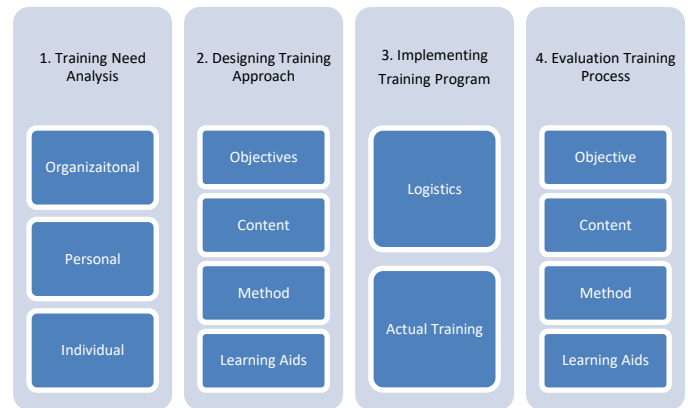 1. Training Need
Analysis
Organizaitonal
Personal
Individual
2. Designing Training
Approach
Objectives
Content
Method
Learning Aids
3. Implementing
Training Program
Logistics
Actual Training
4. Evaluation Training
Process
Objective
Content
Method
Learning Aids